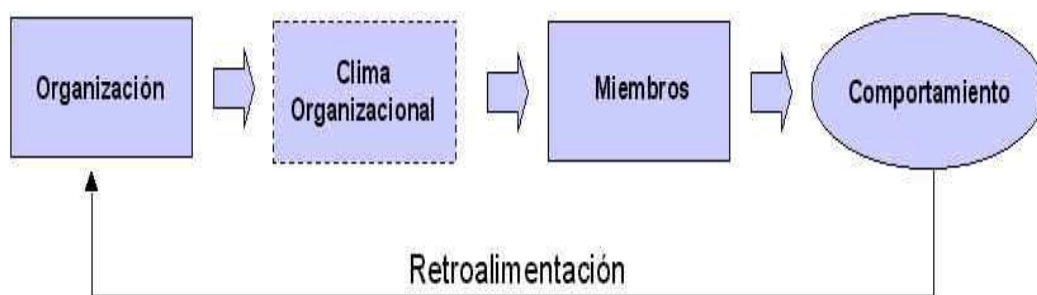 Organización
Clima
Organizacional
Miembros
Comportamiento
Retroalimentación